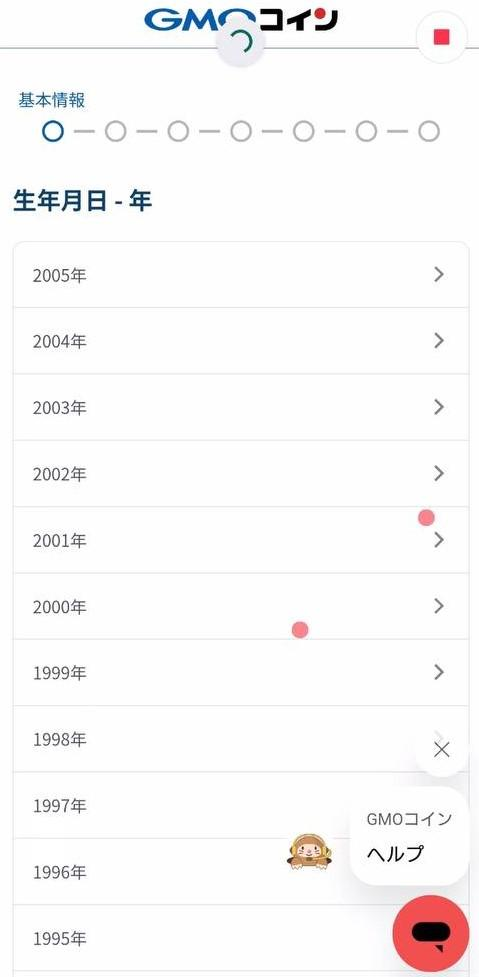 GMOコイン
基本情報
生年月日 - 年
2005年
2004年
2003年
2002年
2001年
2000年
1999年
1998年
1997年
GMOコイン
ヘルプ
1996年
1995年